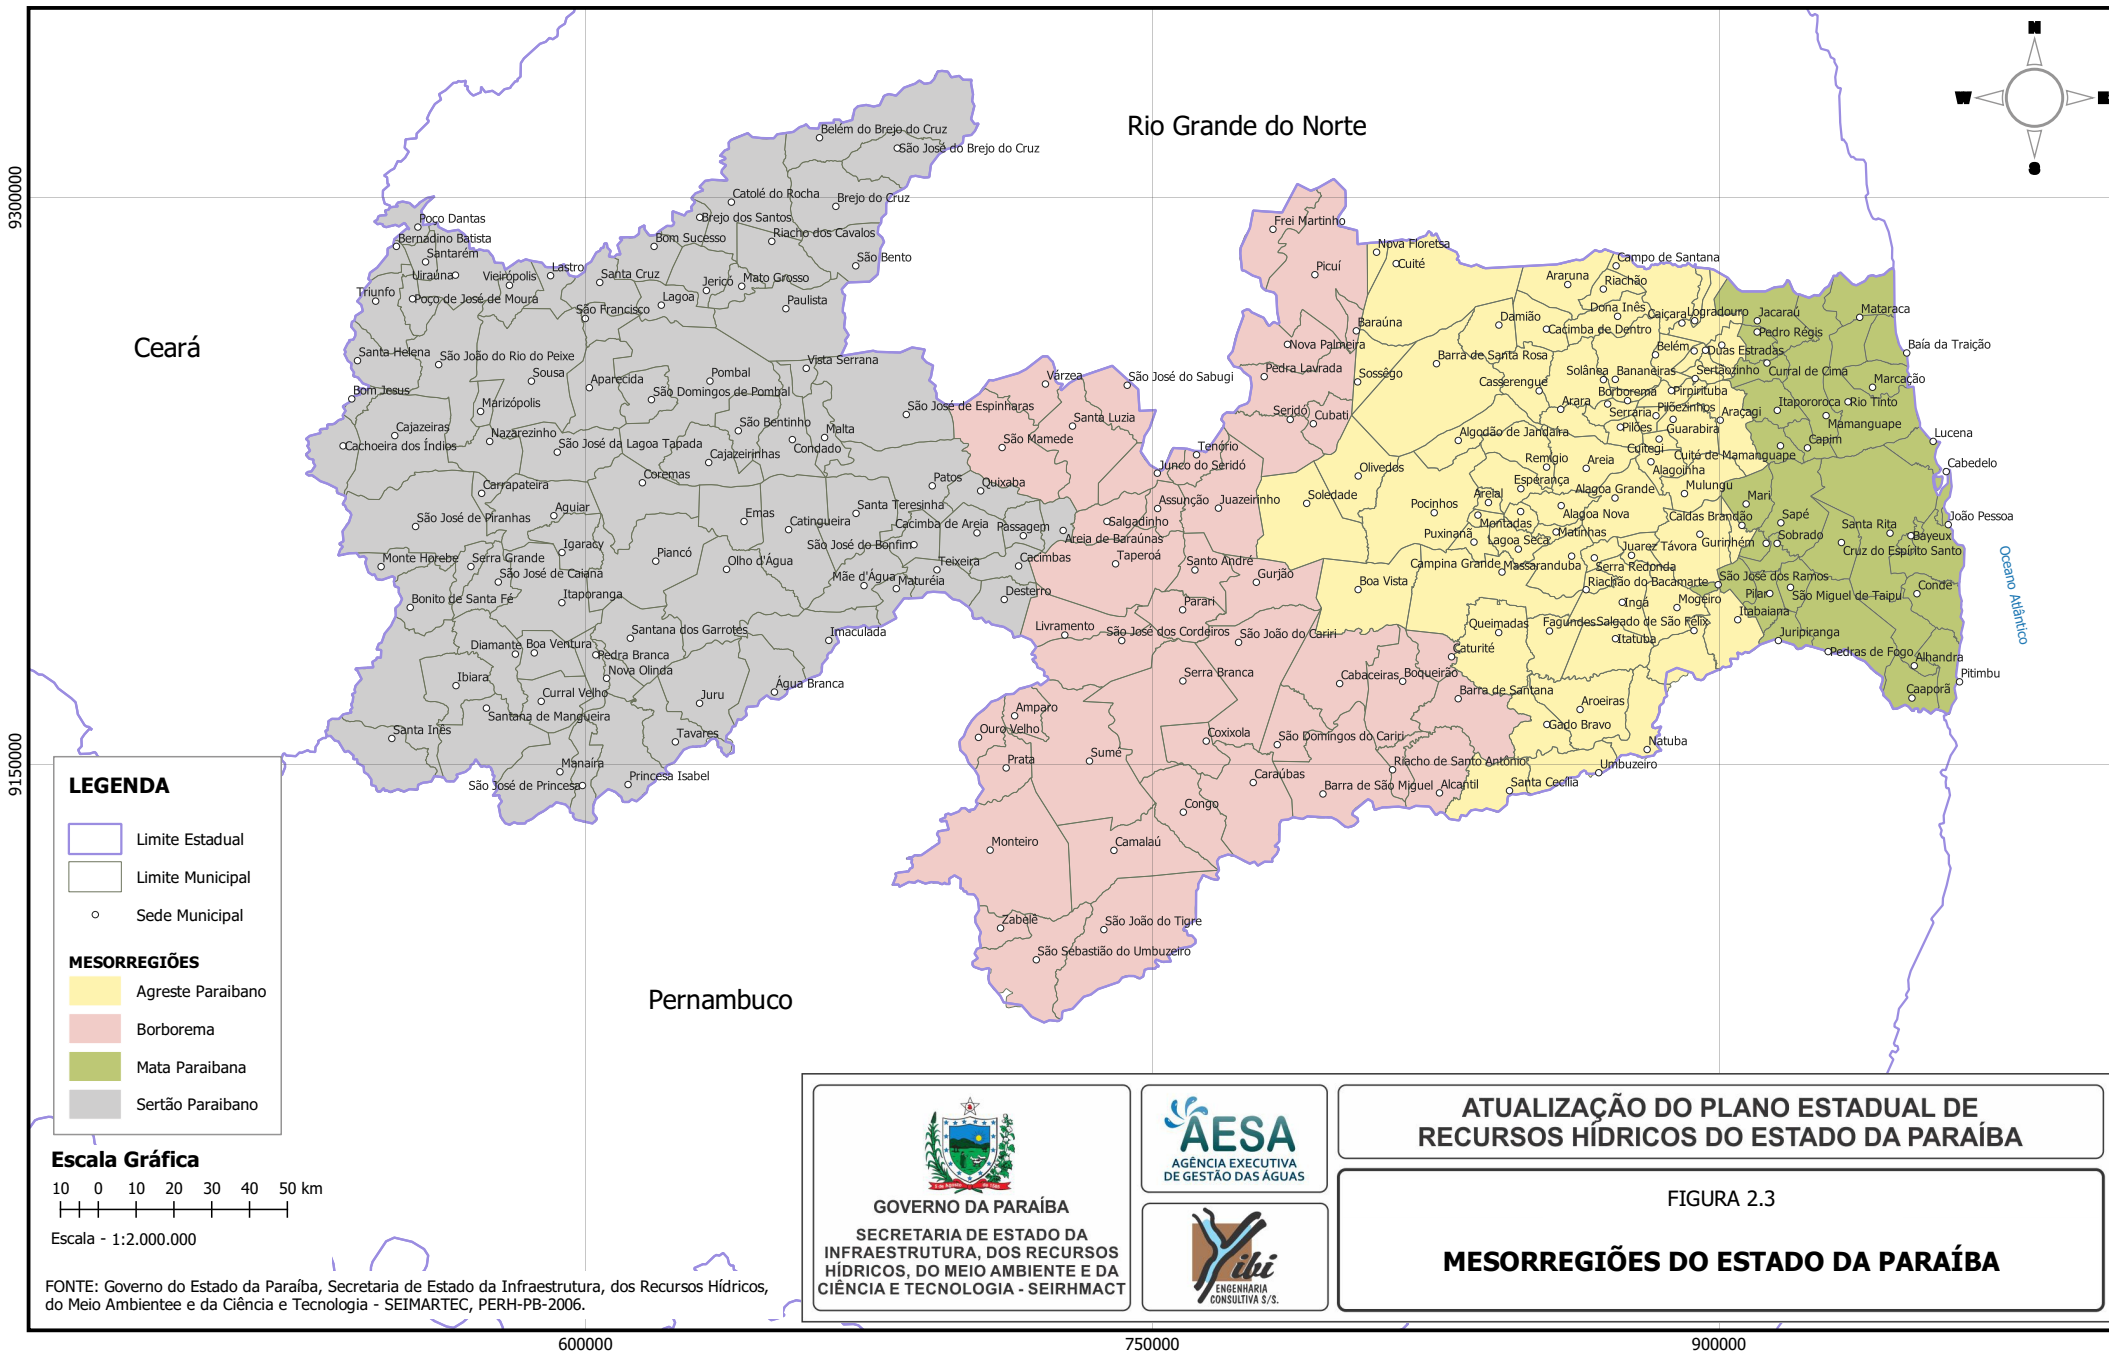 N
W
E
S
Rio Grande do Norte
Ceará
Pernambuco
Oceano Atlântico
9300000
9150000
600000
750000
900000
Belém do Brejo do Cruz
São José do Brejo do Cruz
Catolé do Rocha
Brejo do Cruz
Brejo dos Santos
Riacho dos Cavalos
Bom Sucesso
São Bento
Poço Dantas
Bernadino Batista
Santarém
Uiraúna
Vieirópolis
Lastro
Santa Cruz
Jericó
Mato Grosso
Triunfo
Poço de José de Moura
São Francisco
Lagoa
Paulista
Santa Helena
São João do Rio do Peixe
Sousa
Aparecida
Pombal
Vista Serrana
Bom Jesus
Marizópolis
São Domingos de Pombal
São José de Espinharas
Cajazeiras
Cachoeira dos Índios
Nazarezinho
São José da Lagoa Tapada
São Bentinho
Malta
Condado
Cajazeirinhas
Coremas
Patos
Quixaba
Carrapateira
São José de Piranhas
Aguiar
Emas
Catingueira
Santa Teresinha
Cacimba de Areia
Passagem
São José do Bonfim
Areia de Baraúnas
Monte Horebe
Serra Grande
Igaracy
Piancó
Olho d'Água
Teixeira
Cacimbas
São José de Caiana
Mãe d'Água
Maturéia
Desterro
Bonito de Santa Fé
Itaporanga
Santana dos Garrotes
Imaculada
Diamante
Boa Ventura
Pedra Branca
Nova Olinda
Ibiara
Curral Velho
Juru
Água Branca
Santana de Mangueira
Santa Inês
Tavares
Manaíra
São José de Princesa
Princesa Isabel
Frei Martinho
Picuí
Nova Palmeira
Pedra Lavrada
Seridó
Cubati
Baraúna
Várzea
São José do Sabugi
Santa Luzia
São Mamede
Tenório
Junco do Seridó
Assunção
Juazeirinho
Salgadinho
Taperoá
Santo André
Gurjão
Parari
Livramento
São José dos Cordeiros
São João do Cariri
Serra Branca
Cabaceiras
Boqueirão
Caturité
Barra de Santana
Amparo
Ouro Velho
Prata
Sumé
Coxixola
São Domingos do Cariri
Riacho de Santo Antônio
Caraúbas
Barra de São Miguel
Alcantil
Congo
Monteiro
Camalaú
Zabelê
São João do Tigre
São Sebastião do Umbuzeiro
Nova Floretsa
Cuité
Campo de Santana
Araruna
Riachão
Dona Inês
Caiçara
Logradouro
Damião
Cacimba de Dentro
Barra de Santa Rosa
Belém
Duas Estradas
Sossêgo
Casserengue
Solânea
Bananeiras
Sertãozinho
Borborema
Pirpirituba
Arara
Serraria
Pilõezinhos
Araçagi
Pilões
Guarabira
Algodão de Jandaíra
Cuitegi
Cuité de Mamanguape
Olivedos
Remígio
Areia
Alagoinha
Soledade
Pocinhos
Areial
Esperança
Alagoa Grande
Mulungu
Montadas
Alagoa Nova
Caldas Brandão
Puxinanã
Lagoa Seca
Matinhas
Gurinhém
Juarez Távora
Boa Vista
Campina Grande
Massaranduba
Serra Redonda
Riachão do Bacamarte
Ingá
Mogeiro
Itabaiana
Queimadas
Fagundes
Salgado de São Félix
Itatuba
Aroeiras
Gado Bravo
Natuba
Umbuzeiro
Santa Cecília
Jacaraú
Mataraca
Pedro Régis
Baía da Traição
Curral de Cima
Marcação
Itapororoca
Rio Tinto
Mamanguape
Capim
Lucena
Cabedelo
Mari
Sapé
Santa Rita
João Pessoa
Sobrado
Bayeux
Cruz do Espírito Santo
São José dos Ramos
Pilar
São Miguel de Taipu
Conde
Juripiranga
Pedras de Fogo
Alhandra
Pitimbu
Caaporã
LEGENDA
Limite Estadual
Limite Municipal
Sede Municipal
MESORREGIÕES
Agreste Paraibano
Borborema
Mata Paraibana
Sertão Paraibano
Escala Gráfica
10 0 10 20 30 40 50 km
Escala - 1:2.000.000
FONTE: Governo do Estado da Paraíba, Secretaria de Estado da Infraestrutura, dos Recursos Hídricos,
do Meio Ambientee e da Ciência e Tecnologia - SEIMARTEC, PERH-PB-2006.
GOVERNO DA PARAÍBA
SECRETARIA DE ESTADO DA
INFRAESTRUTURA, DOS RECURSOS
HÍDRICOS, DO MEIO AMBIENTE E DA
CIÊNCIA E TECNOLOGIA - SEIRHMACT
AESA
AGÊNCIA EXECUTIVA
DE GESTÃO DAS ÁGUAS
Yibi
ENGENHARIA
CONSULTIVA S/S.
ATUALIZAÇÃO DO PLANO ESTADUAL DE
RECURSOS HÍDRICOS DO ESTADO DA PARAÍBA
FIGURA 2.3
MESORREGIÕES DO ESTADO DA PARAÍBA